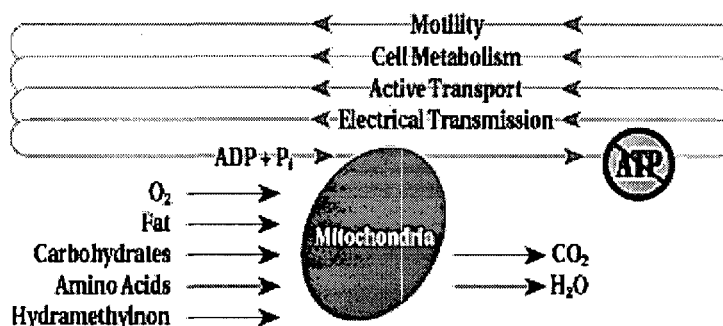 Motility
Cell Metabolism
Active Transport
Electrical Transmission
ADP + Pi
ATP
O₂
Fat
Mitochondria
Carbohydrates
CO₂
Amino Acids
H₂O
Hydramethylnon